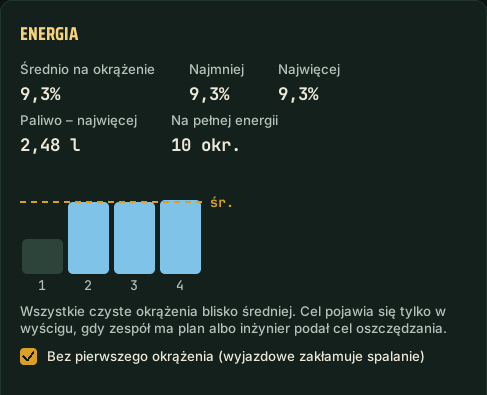 ENERGIA
Średnio na okrążenie Najmniej Najwięcej
9,3% 9,3% 9,3%
Paliwo – najwięcej Na pełnej energii
2,48 l 10 okr.
śr.
1 2 3 4
Wszystkie czyste okrążenia blisko średniej. Cel pojawia się tylko w
wyścigu, gdy zespół ma plan albo inżynier podał cel oszczędzania.
Bez pierwszego okrążenia (wyjazdowe zakłamuje spalanie)